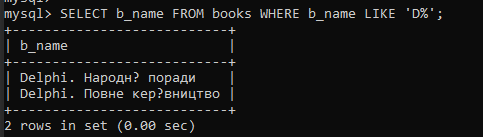 mysql>
mysql> SELECT b_name FROM books WHERE b_name LIKE 'D%';
+---------------------------+
| b_name                    |
+---------------------------+
| Delphi. Народн? поради    |
| Delphi. Повне кер?вництво |
+---------------------------+
2 rows in set (0.00 sec)